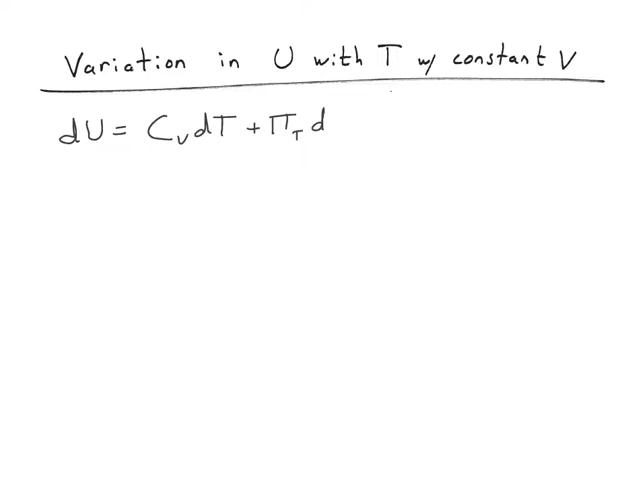 Variation in U with T w/ constant V
dU = C_V dT + π_T d